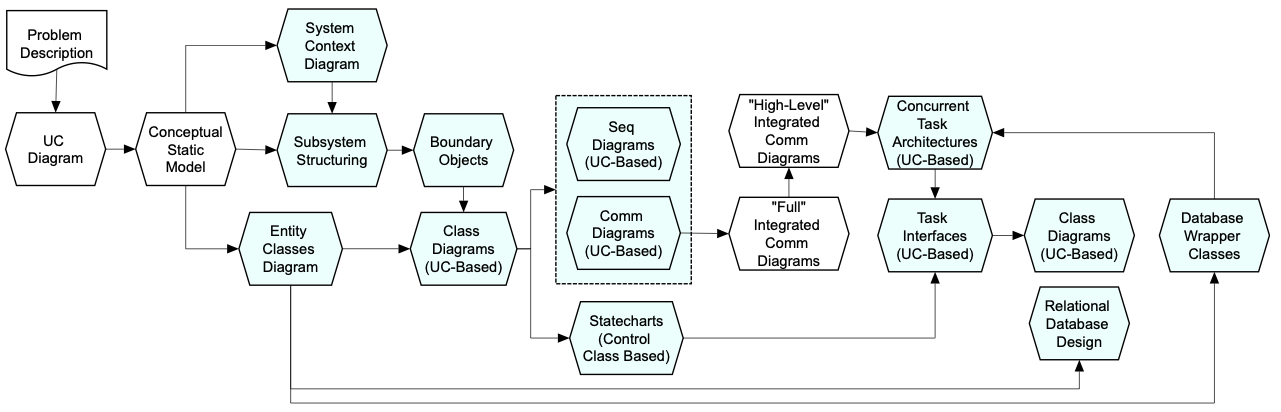 Problem
Description
UC
Diagram
Conceptual
Static
Model
System
Context
Diagram
Subsystem
Structuring
Boundary
Objects
Entity
Classes
Diagram
Class
Diagrams
(UC-Based)
Seq
Diagrams
(UC-Based)
Comm
Diagrams
(UC-Based)
Statecharts
(Control
Class Based)
"High-Level"
Integrated
Comm
Diagrams
"Full"
Integrated
Comm
Diagrams
Concurrent
Task
Architectures
(UC-Based)
Task
Interfaces
(UC-Based)
Class
Diagrams
(UC-Based)
Database
Wrapper
Classes
Relational
Database
Design